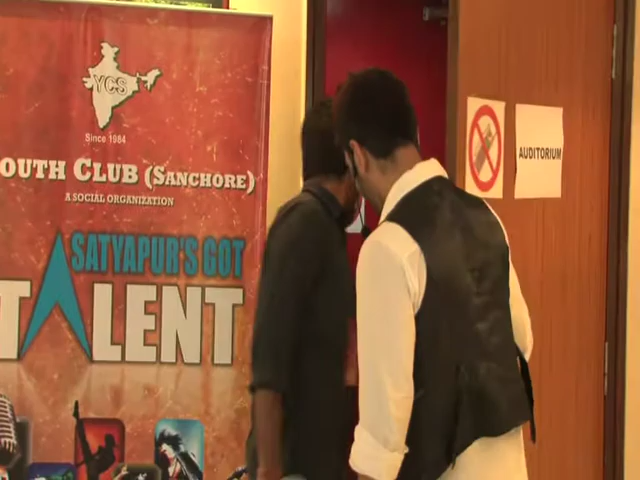 YCS
Since 1984
OUTH CLUB (SANCHORE)
A SOCIAL ORGANIZATION
SATYAPUR'S GOT
TALENT
AUDITORIUM